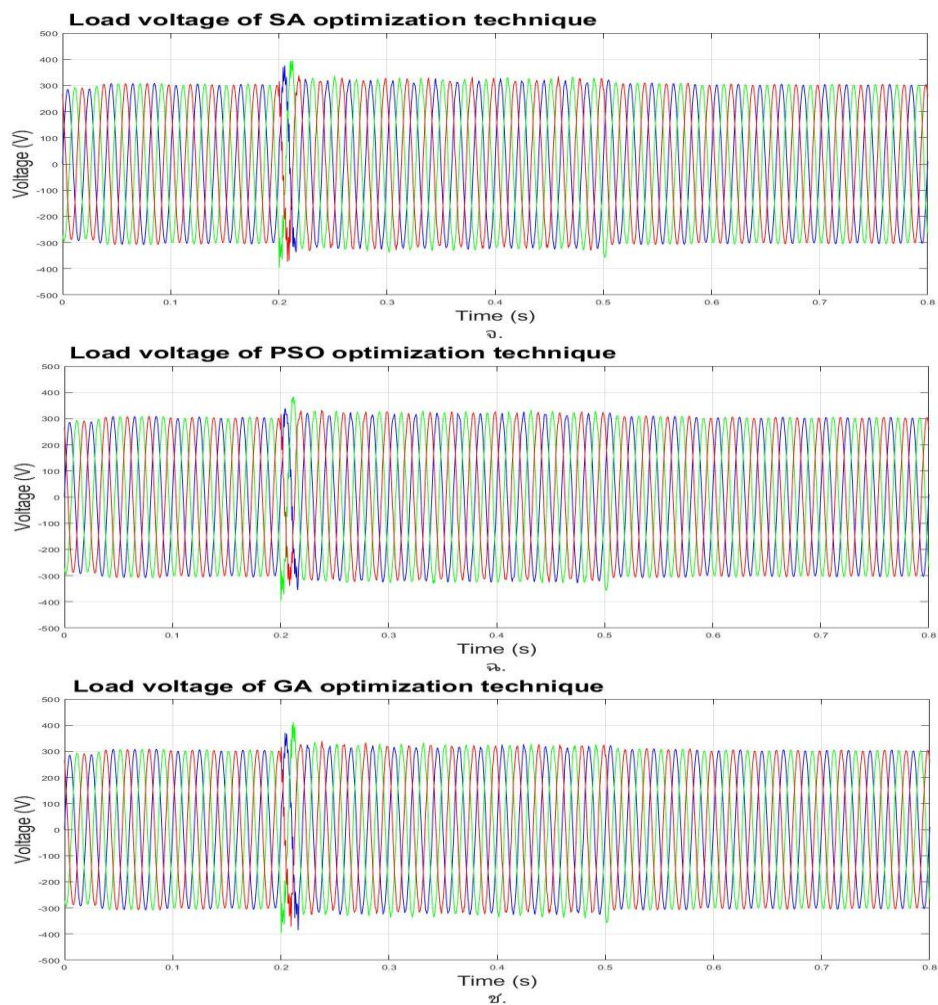 Load voltage of SA optimization technique
500
400
300
200
100
0
-100
-200
-300
-400
-500
Voltage (V)
0 0.1 0.2 0.3 0.4 0.5 0.6 0.7 0.8
Time (s)
จ.
Load voltage of PSO optimization technique
500
400
300
200
100
0
-100
-200
-300
-400
-500
Voltage (V)
0 0.1 0.2 0.3 0.4 0.5 0.6 0.7 0.8
Time (s)
ฉ.
Load voltage of GA optimization technique
500
400
300
200
100
0
-100
-200
-300
-400
-500
Voltage (V)
0 0.1 0.2 0.3 0.4 0.5 0.6 0.7 0.8
Time (s)
ช.